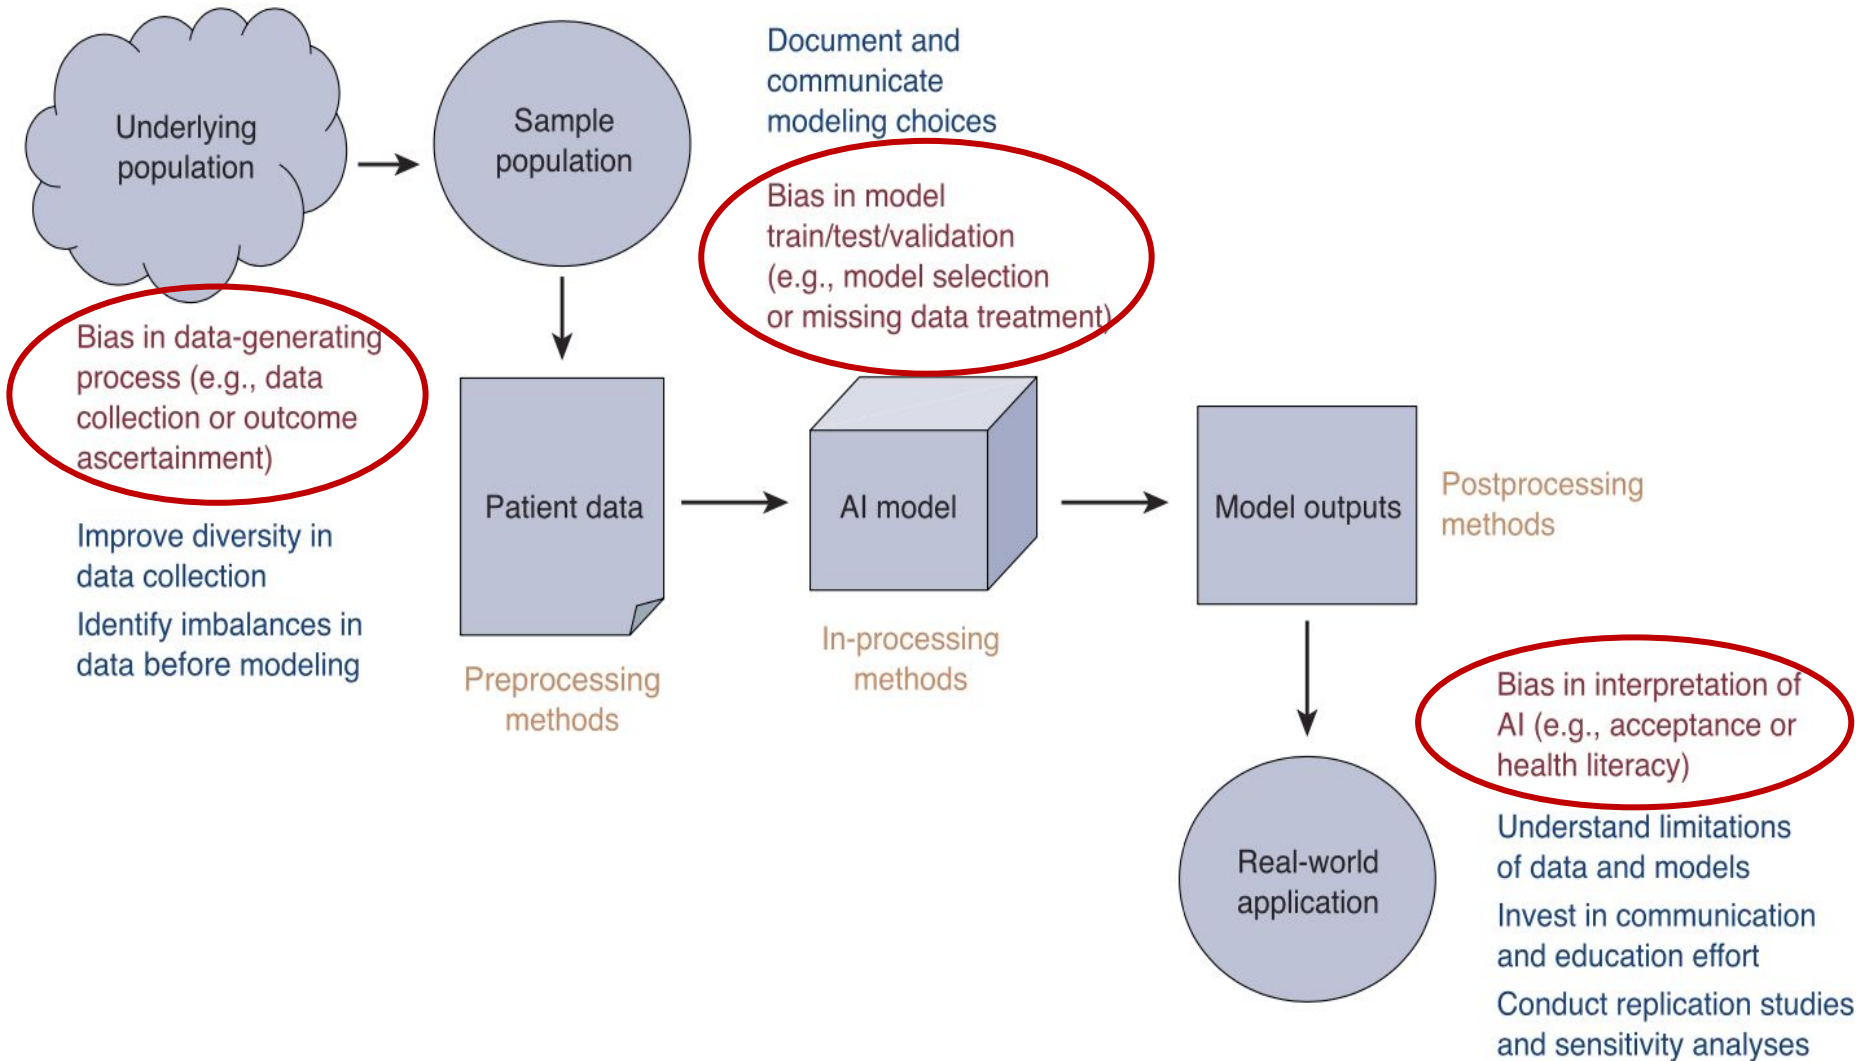 Underlying
population
Sample
population
Document and
communicate
modeling choices
Bias in model
train/test/validation
(e.g., model selection
or missing data treatment)
Bias in data-generating
process (e.g., data
collection or outcome
ascertainment)
Improve diversity in
data collection
Identify imbalances in
data before modeling
Patient data
Preprocessing
methods
AI model
In-processing
methods
Model outputs
Postprocessing
methods
Bias in interpretation of
AI (e.g., acceptance or
health literacy)
Real-world
application
Understand limitations
of data and models
Invest in communication
and education effort
Conduct replication studies
and sensitivity analyses